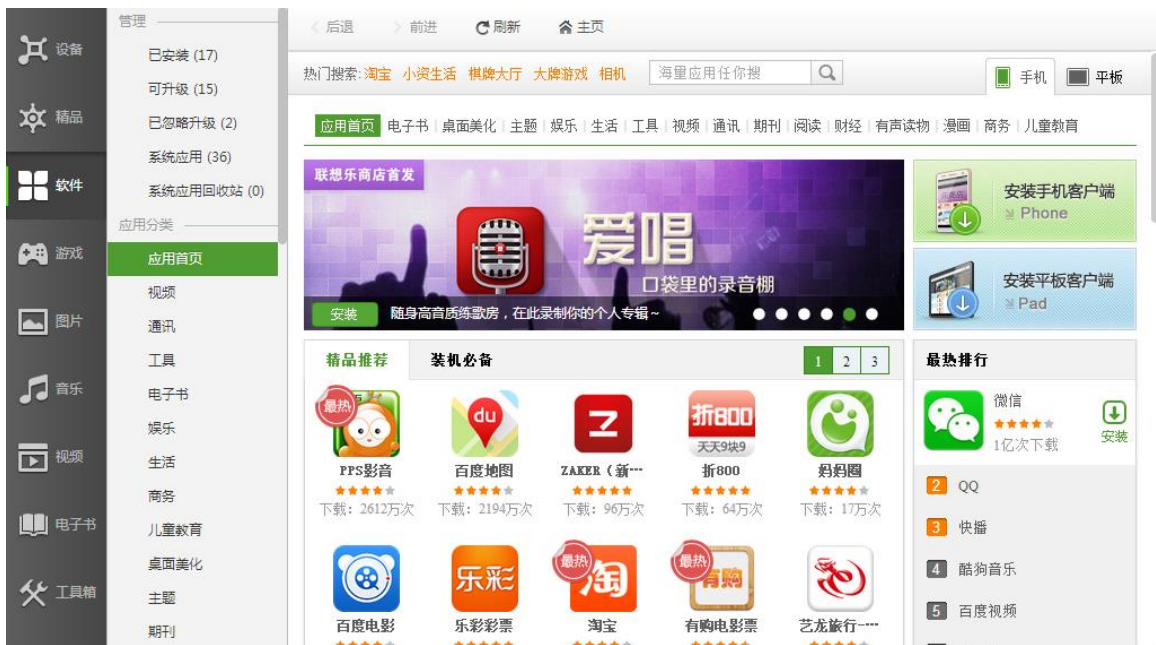 设备
精品
软件
游戏
图片
音乐
视频
电子书
工具箱
管理
已安装 (17)
可升级 (15)
已忽略升级 (2)
系统应用 (36)
系统应用回收站 (0)
应用分类
应用首页
视频
通讯
工具
电子书
娱乐
生活
商务
儿童教育
桌面美化
主题
期刊
后退 前进 刷新 主页
热门搜索:淘宝 小资生活 棋牌大厅 大牌游戏 相机 海量应用任你搜 手机 平板
应用首页 电子书 桌面美化 主题 娱乐 生活 工具 视频 通讯 期刊 阅读 财经 有声读物 漫画 商务 儿童教育
联想乐商店首发
爱唱
口袋里的录音棚
安装 随身高音质练歌房，在此录制你的个人专辑~
安装手机客户端
Phone
安装平板客户端
Pad
精品推荐 装机必备 1 2 3
最热 du Z 折800
天天9块9
PPS影音 百度地图 ZAKER（新… 折800 妈妈圈
下载: 2612万次 下载: 2194万次 下载: 96万次 下载: 64万次 下载: 17万次
乐彩 最热 淘 最热 有购
百度电影 乐彩彩票 淘宝 有购电影票 艺龙旅行-…
最热排行
微信
1亿次下载
安装
2 QQ
3 快播
4 酷狗音乐
5 百度视频